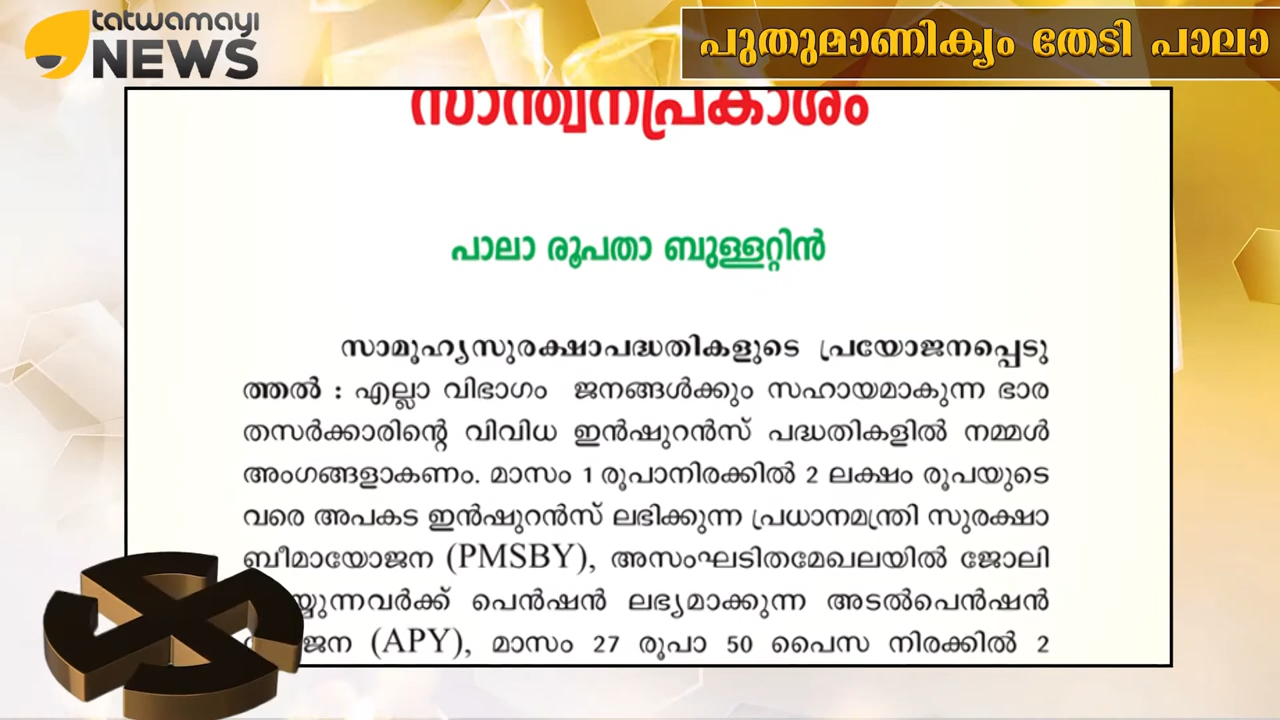 tatwamayi
NEWS
പുതുമാണിക്യം തേടി പാലാ
സാന്ത്വനപ്രകാശം
പാലാ രൂപതാ ബുള്ളറ്റിൻ
സാമൂഹ്യസുരക്ഷാപദ്ധതികളുടെ പ്രയോജനപ്പെടു
ത്തൽ : എല്ലാ വിഭാഗം ജനങ്ങൾക്കും സഹായമാകുന്ന ഭാര
തസർക്കാരിന്റെ വിവിധ ഇൻഷുറൻസ് പദ്ധതികളിൽ നമ്മൾ
അംഗങ്ങളാകണം. മാസം 1 രൂപാനിരക്കിൽ 2 ലക്ഷം രൂപയുടെ
വരെ അപകട ഇൻഷുറൻസ് ലഭിക്കുന്ന പ്രധാനമന്ത്രി സുരക്ഷാ
ബീമായോജന (PMSBY), അസംഘടിതമേഖലയിൽ ജോലി
യ്യുന്നവർക്ക് പെൻഷൻ ലഭ്യമാക്കുന്ന അടൽപെൻഷൻ
ജന (APY), മാസം 27 രൂപാ 50 പൈസ നിരക്കിൽ 2